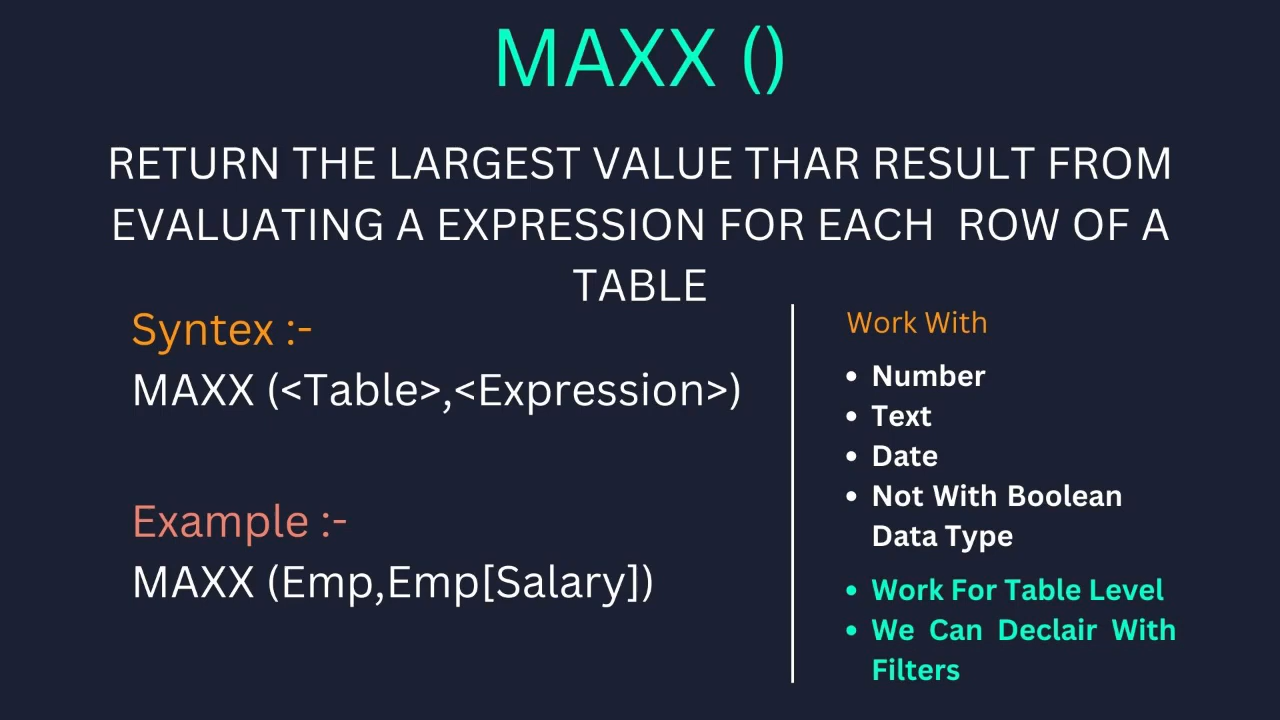 MAXX ()
RETURN THE LARGEST VALUE THAR RESULT FROM
EVALUATING A EXPRESSION FOR EACH ROW OF A
TABLE
Syntex :-
MAXX (<Table>,<Expression>)
Example :-
MAXX (Emp,Emp[Salary])
Work With
• Number
• Text
• Date
• Not With Boolean
Data Type
• Work For Table Level
• We Can Declair With
Filters